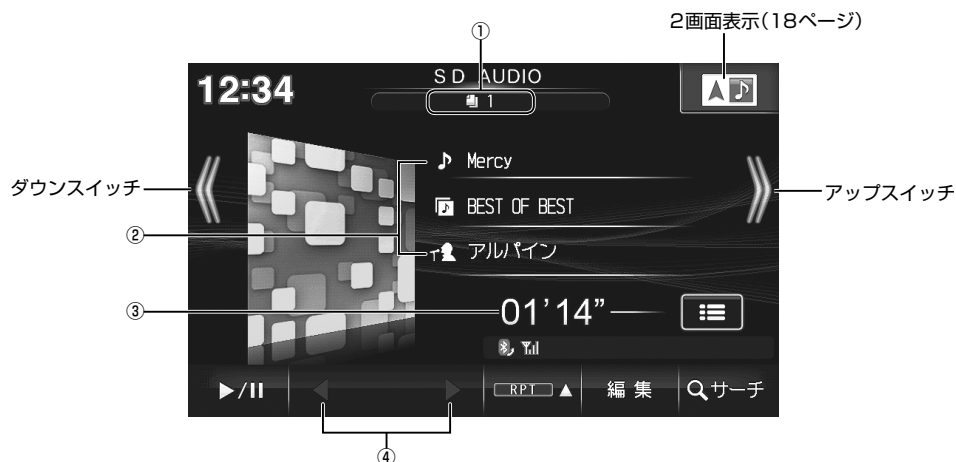 2画面表示(18ページ)
①
12:34
SD AUDIO
1
Mercy
ダウンスイッチ
アップスイッチ
BEST OF BEST
②
アルパイン
③
01'14"
▶/II
RPT ▲
編集
サーチ
④